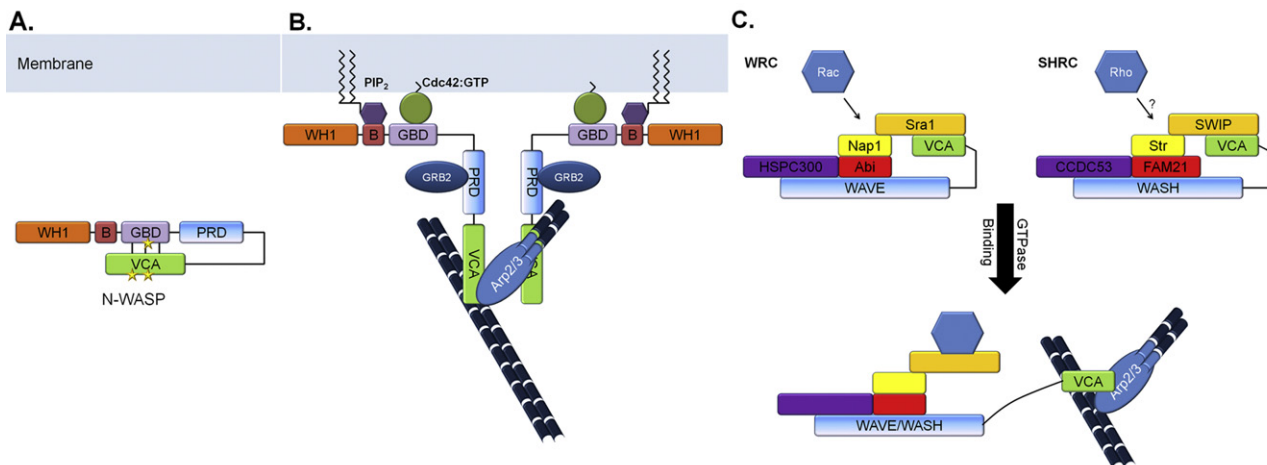 A.
B.
C.
Membrane
PIP2
Cdc42:GTP
WH1
B
GBD
GBD
B
WH1
GRB2
PRD
PRD
GRB2
WH1
B
GBD
PRD
VCA
N-WASP
VCA
Arp2/3
CA
WRC
Rac
Sra1
Nap1
VCA
HSPC300
Abi
WAVE
SHRC
Rho
?
SWIP
Str
VCA
CCDC53
FAM21
WASH
GTPase
Binding
WAVE/WASH
VCA
Arp2/3